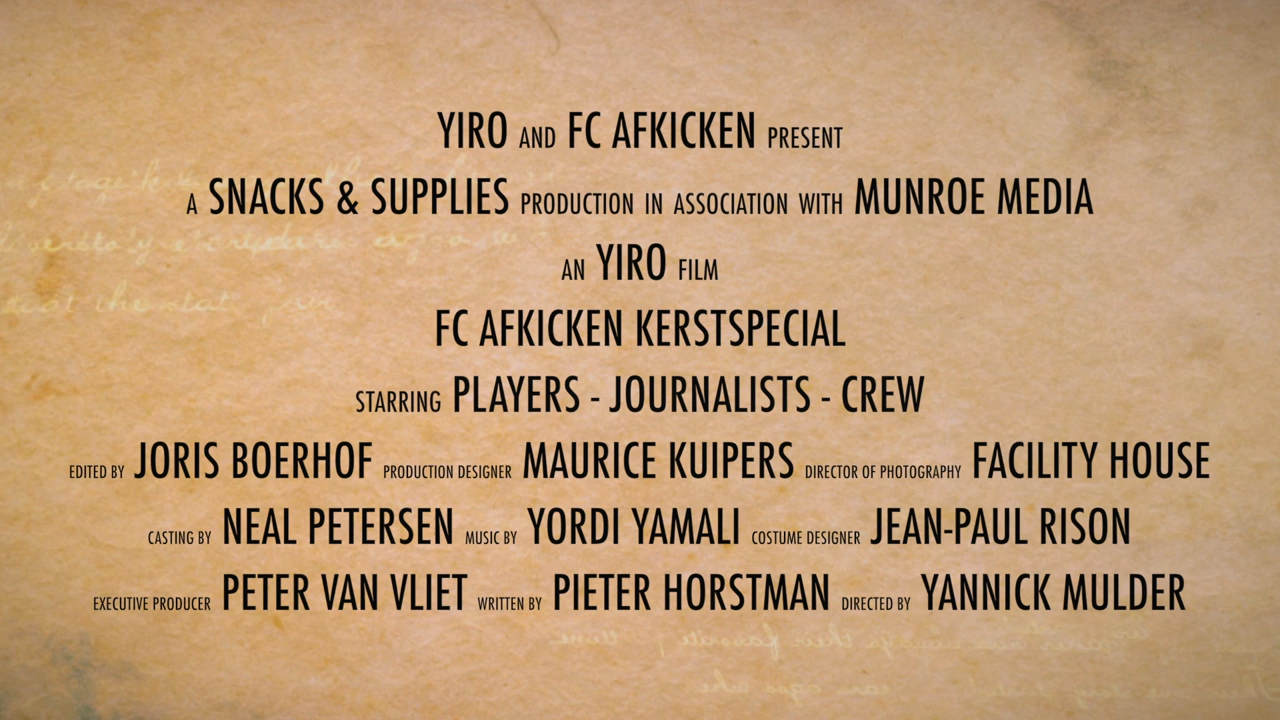 YIRO AND FC AFKICKEN PRESENT
A SNACKS & SUPPLIES PRODUCTION IN ASSOCIATION WITH MUNROE MEDIA
AN YIRO FILM
FC AFKICKEN KERSTSPECIAL
STARRING PLAYERS - JOURNALISTS - CREW
EDITED BY JORIS BOERHOF PRODUCTION DESIGNER MAURICE KUIPERS DIRECTOR OF PHOTOGRAPHY FACILITY HOUSE
CASTING BY NEAL PETERSEN MUSIC BY YORDI YAMALI COSTUME DESIGNER JEAN-PAUL RISON
EXECUTIVE PRODUCER PETER VAN VLIET WRITTEN BY PIETER HORSTMAN DIRECTED BY YANNICK MULDER